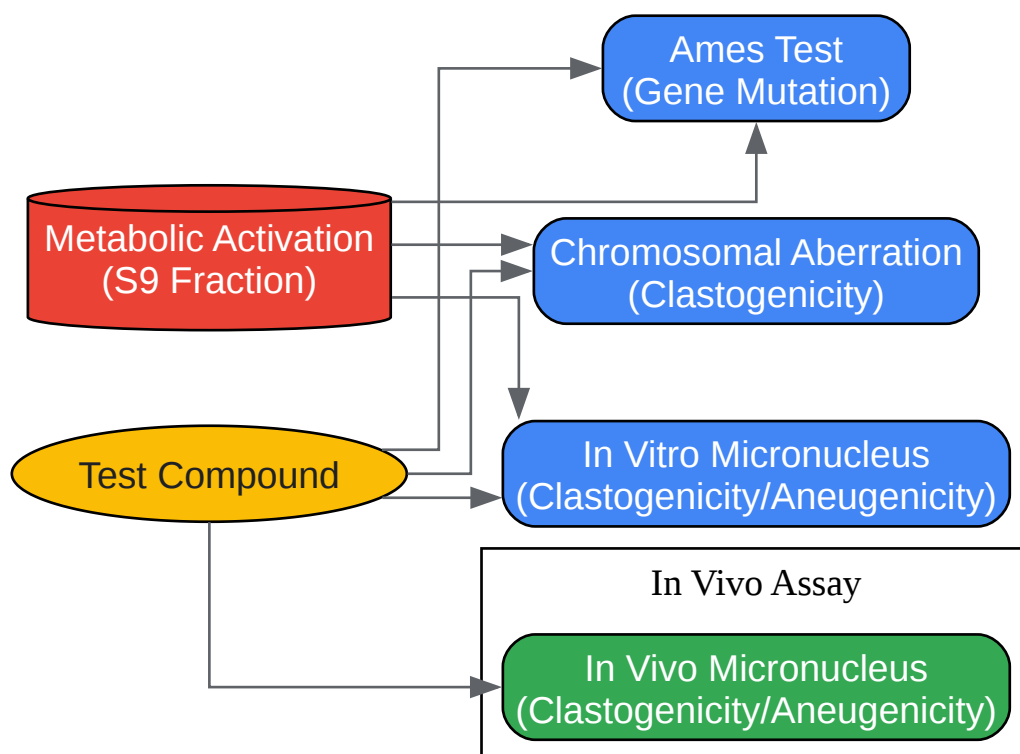 Ames Test
(Gene Mutation)
Metabolic Activation
(S9 Fraction)
Chromosomal Aberration
(Clastogenicity)
Test Compound
In Vitro Micronucleus
(Clastogenicity/Aneugenicity)
In Vivo Assay
In Vivo Micronucleus
(Clastogenicity/Aneugenicity)